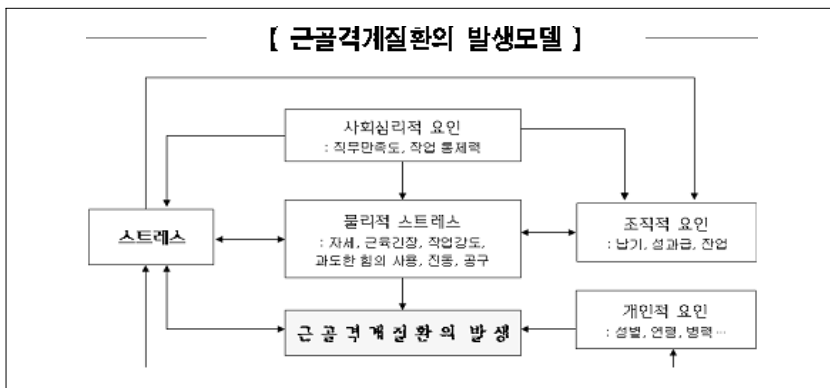 【 근골격계질환의 발생모델 】
사회심리적 요인
: 직무만족도, 작업 통제력
스트레스
물리적 스트레스
: 자세, 근육긴장, 작업강도,
과도한 힘의 사용, 진동, 공구
조직적 요인
: 납기, 성과급, 잔업
근골격계질환의 발생
개인적 요인
: 성별, 연령, 병력…